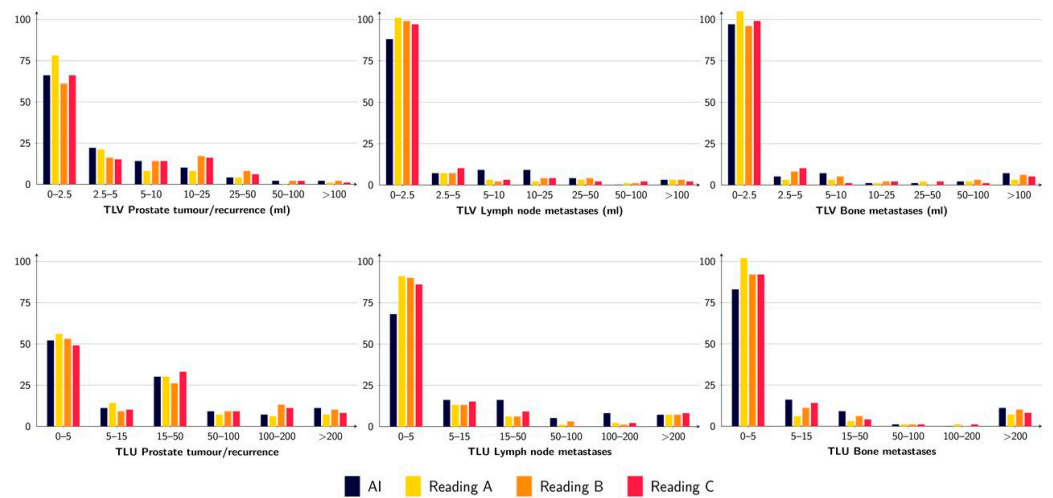 100
75
50
25
0
0–2.5 2.5–5 5–10 10–25 25–50 50–100 >100
TLV Prostate tumour/recurrence (ml)
100
75
50
25
0
0–2.5 2.5–5 5–10 10–25 25–50 50–100 >100
TLV Lymph node metastases (ml)
100
75
50
25
0
0–2.5 2.5–5 5–10 10–25 25–50 50–100 >100
TLV Bone metastases (ml)
100
75
50
25
0
0–5 5–15 15–50 50–100 100–200 >200
TLU Prostate tumour/recurrence
100
75
50
25
0
0–5 5–15 15–50 50–100 100–200 >200
TLU Lymph node metastases
100
75
50
25
0
0–5 5–15 15–50 50–100 100–200 >200
TLU Bone metastases
AI Reading A Reading B Reading C